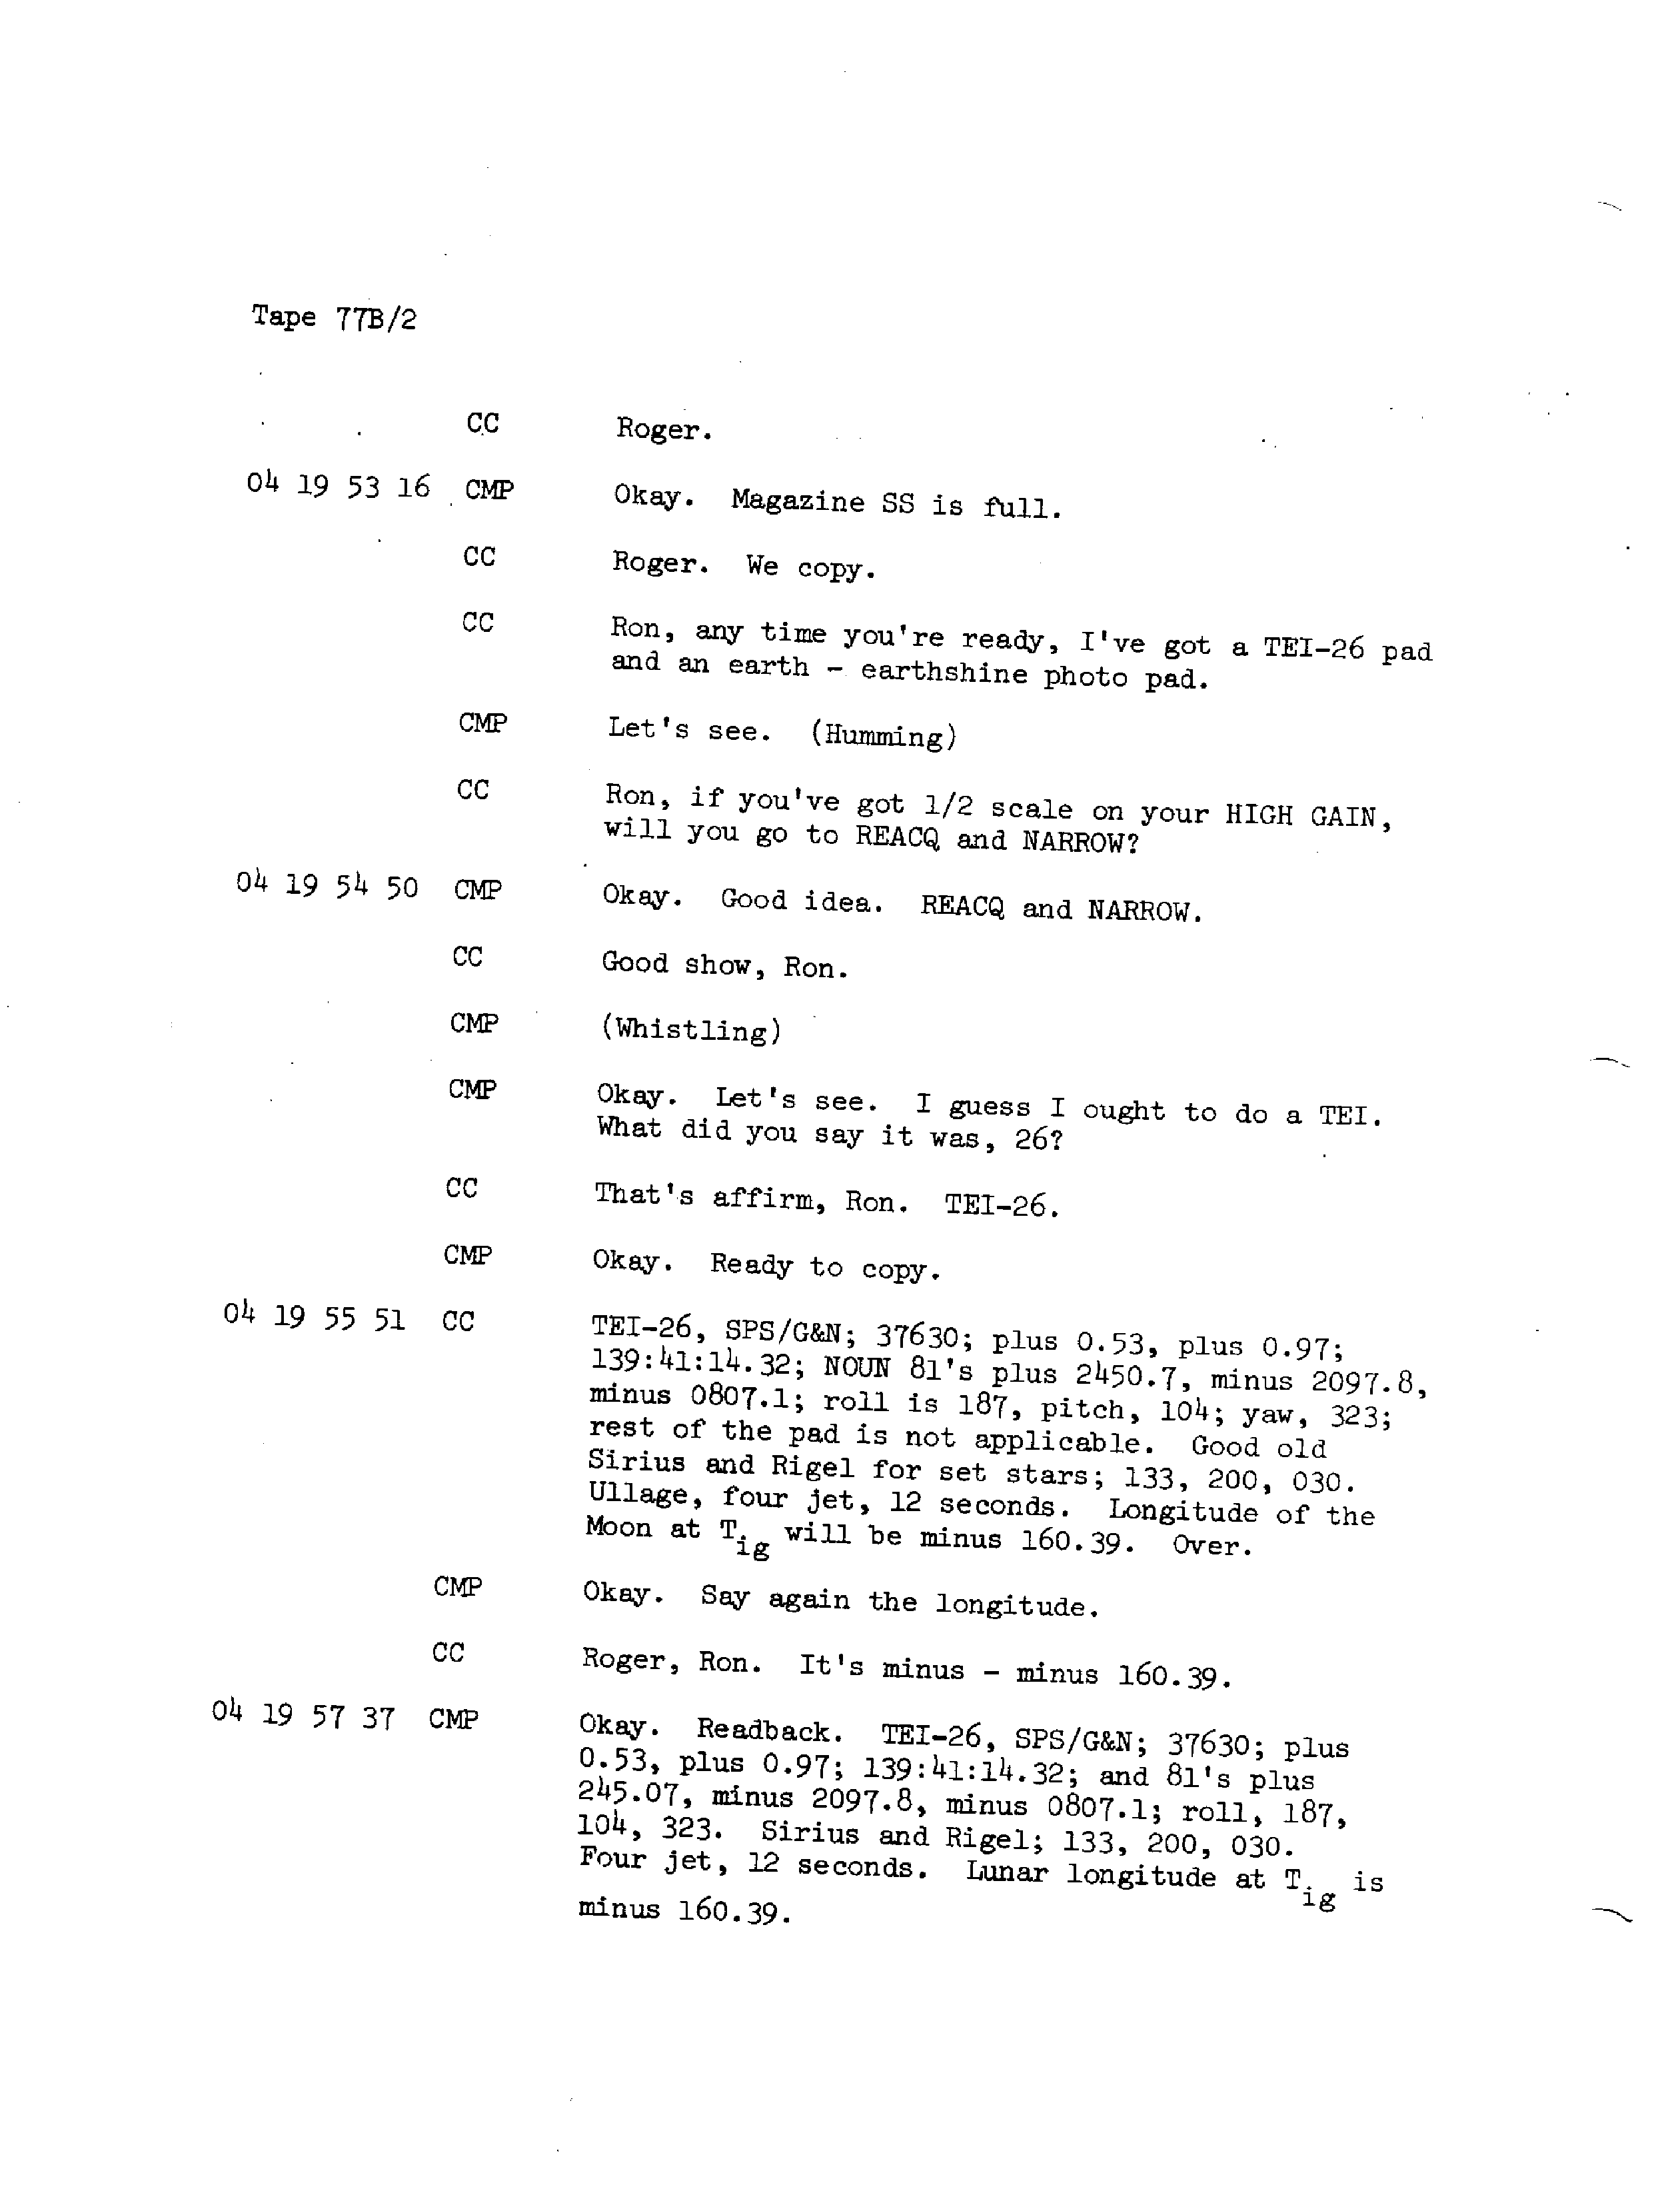 Tape 77B/2
CC Roger.
04 19 53 16 CMP Okay. Magazine SS is full.
CC Roger. We copy.
CC Ron, any time you're ready, I've got a TEI-26 pad
and an earth - earthshine photo pad.
CMP Let's see. (Humming)
CC Ron, if you've got 1/2 scale on your HIGH GAIN,
will you go to REACQ and NARROW?
04 19 54 50 CMP Okay. Good idea. REACQ and NARROW.
CC Good show, Ron.
CMP (Whistling)
CMP Okay. Let's see. I guess I ought to do a TEI.
What did you say it was, 26?
CC That's affirm, Ron. TEI-26.
CMP Okay. Ready to copy.
04 19 55 51 CC TEI-26, SPS/G&N; 37630; plus 0.53, plus 0.97;
139:41:14.32; NOUN 81's plus 2450.7, minus 2097.8,
minus 0807.1; roll is 187, pitch, 104; yaw, 323;
rest of the pad is not applicable. Good old
Sirius and Rigel for set stars; 133, 200, 030.
Ullage, four jet, 12 seconds. Longitude of the
Moon at Tig will be minus 160.39. Over.
CMP Okay. Say again the longitude.
CC Roger, Ron. It's minus - minus 160.39.
04 19 57 37 CMP Okay. Readback. TEI-26, SPS/G&N; 37630; plus
0.53, plus 0.97; 139:41:14.32; and 81's plus
245.07, minus 2097.8, minus 0807.1; roll, 187,
104, 323. Sirius and Rigel; 133, 200, 030.
Four jet, 12 seconds. Lunar longitude at Tig is
minus 160.39.